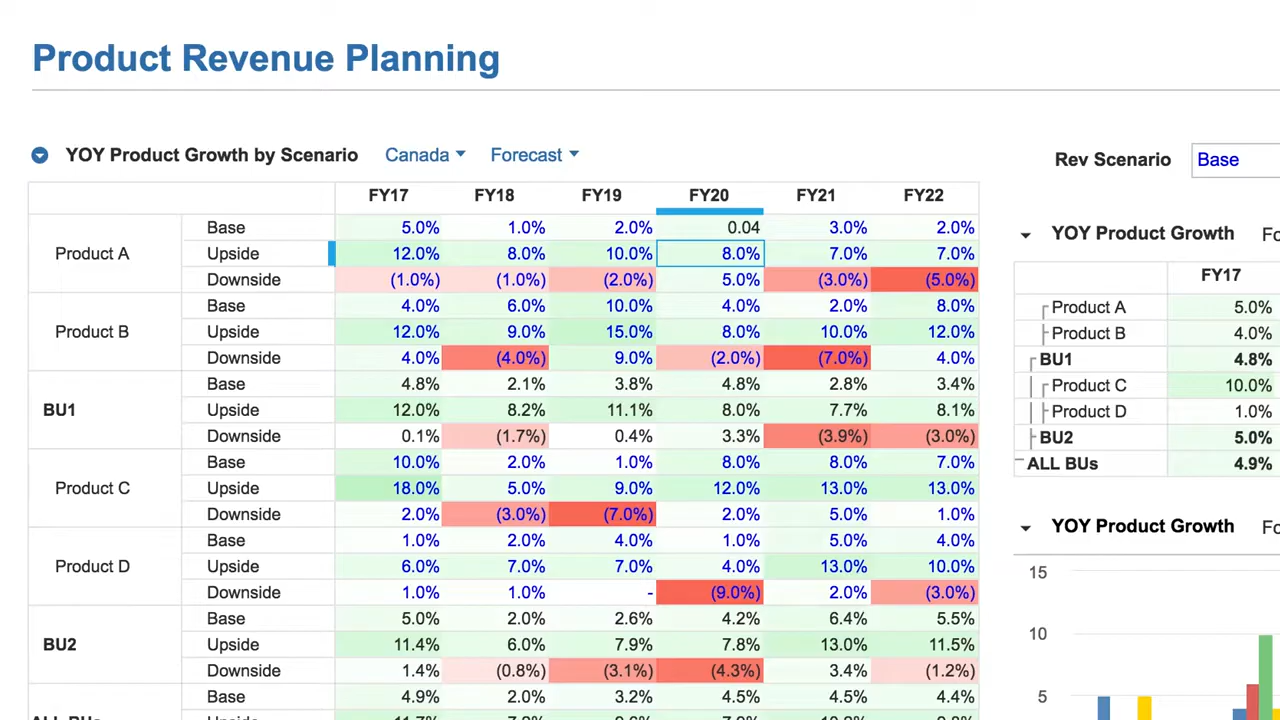 Product Revenue Planning
YOY Product Growth by Scenario Canada Forecast
FY17 FY18 FY19 FY20 FY21 FY22
Product A
Base 5.0% 1.0% 2.0% 0.04 3.0% 2.0%
Upside 12.0% 8.0% 10.0% 8.0% 7.0% 7.0%
Downside (1.0%) (1.0%) (2.0%) 5.0% (3.0%) (5.0%)
Product B
Base 4.0% 6.0% 10.0% 4.0% 2.0% 8.0%
Upside 12.0% 9.0% 15.0% 8.0% 10.0% 12.0%
Downside 4.0% (4.0%) 9.0% (2.0%) (7.0%) 4.0%
BU1
Base 4.8% 2.1% 3.8% 4.8% 2.8% 3.4%
Upside 12.0% 8.2% 11.1% 8.0% 7.7% 8.1%
Downside 0.1% (1.7%) 0.4% 3.3% (3.9%) (3.0%)
Product C
Base 10.0% 2.0% 1.0% 8.0% 8.0% 7.0%
Upside 18.0% 5.0% 9.0% 12.0% 13.0% 13.0%
Downside 2.0% (3.0%) (7.0%) 2.0% 5.0% 1.0%
Product D
Base 1.0% 2.0% 4.0% 1.0% 5.0% 4.0%
Upside 6.0% 7.0% 7.0% 4.0% 13.0% 10.0%
Downside 1.0% 1.0% - (9.0%) 2.0% (3.0%)
BU2
Base 5.0% 2.0% 2.6% 4.2% 6.4% 5.5%
Upside 11.4% 6.0% 7.9% 7.8% 13.0% 11.5%
Downside 1.4% (0.8%) (3.1%) (4.3%) 3.4% (1.2%)
Base 4.9% 2.0% 3.2% 4.5% 4.5% 4.4%
Rev Scenario Base
YOY Product Growth
FY17
Product A 5.0%
Product B 4.0%
BU1 4.8%
Product C 10.0%
Product D 1.0%
BU2 5.0%
ALL BUs 4.9%
YOY Product Growth
15
10
5